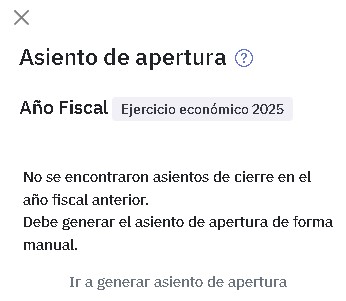 Asiento de apertura ?
Año Fiscal Ejercicio económico 2025
No se encontraron asientos de cierre en el
año fiscal anterior.
Debe generar el asiento de apertura de forma
manual.
Ir a generar asiento de apertura